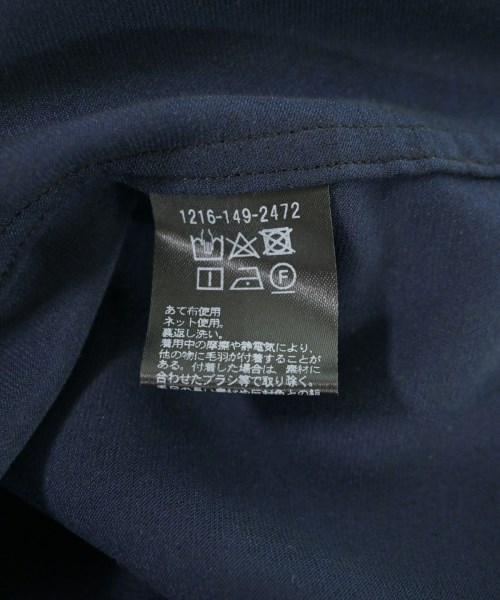 1216-149-2472
F
あて布使用
ネット使用。
裏返し洗い。
着用中の摩擦や静電気により、
他の物に毛羽が付着することが
ある。付着した場合は、素材に
合わせたブラシ等で取り除く。